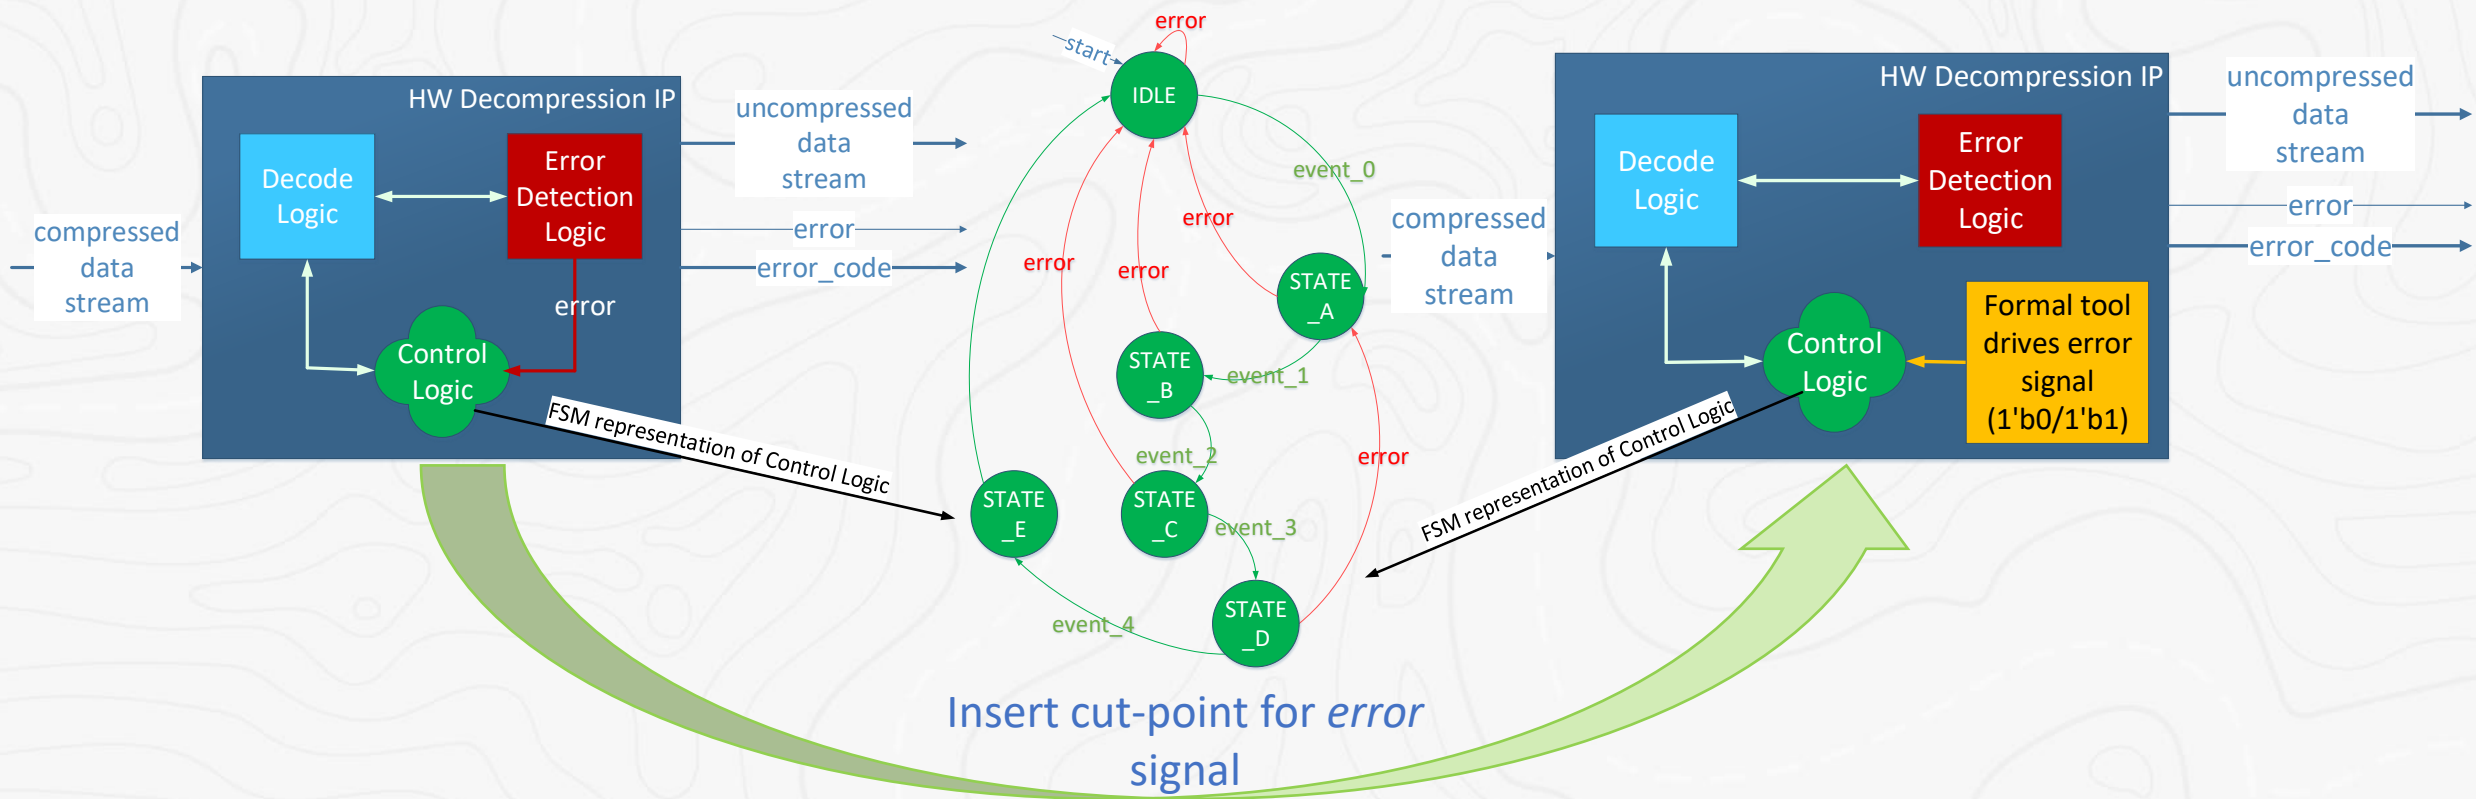 compressed
data
stream
HW Decompression IP
Decode
Logic
Error
Detection
Logic
error
Control
Logic
uncompressed
data
stream
error
error_code
FSM representation of Control Logic
start
error
IDLE
event_0
error
error
error
STATE
_A
event_1
STATE
_B
event_2
error
STATE
_E
STATE
_C
event_3
STATE
_D
event_4
Insert cut-point for error
signal
compressed
data
stream
HW Decompression IP
Decode
Logic
Error
Detection
Logic
Control
Logic
Formal tool
drives error
signal
(1'b0/1'b1)
FSM representation of Control Logic
uncompressed
data
stream
error
error_code